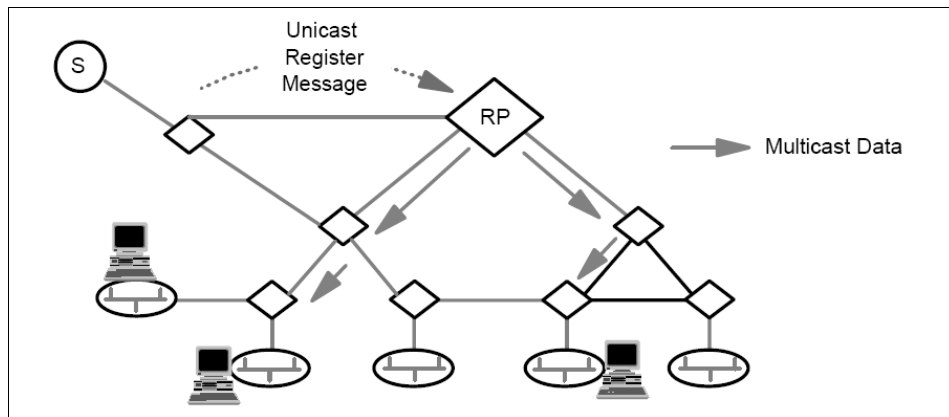 S
Unicast
Register
Message
RP
Multicast Data